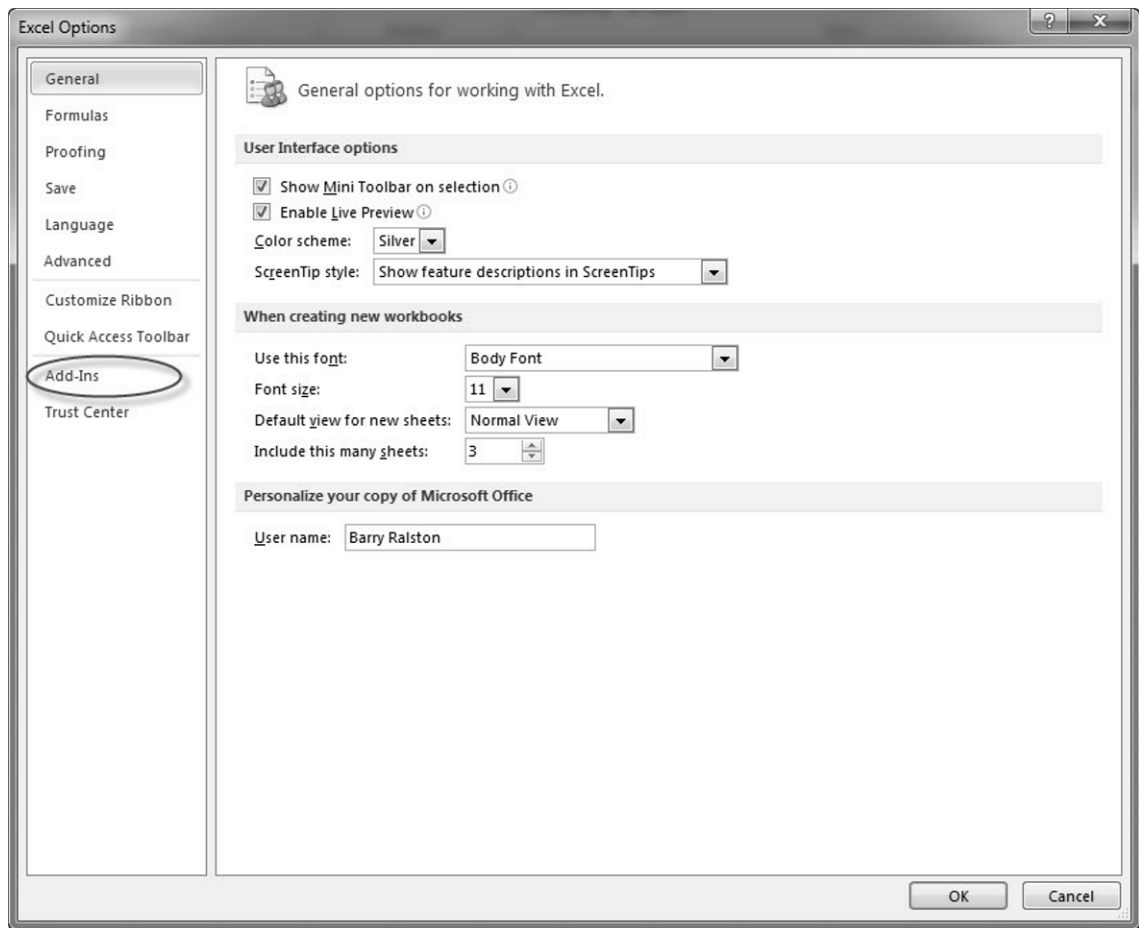 Excel Options
?
X
General
Formulas
Proofing
Save
Language
Advanced
Customize Ribbon
Quick Access Toolbar
Add-Ins
Trust Center
General options for working with Excel.
User Interface options
Show Mini Toolbar on selection
Enable Live Preview
Color scheme: Silver
ScreenTip style: Show feature descriptions in ScreenTips
When creating new workbooks
Use this font: Body Font
Font size: 11
Default view for new sheets: Normal View
Include this many sheets: 3
Personalize your copy of Microsoft Office
User name: Barry Ralston
OK Cancel